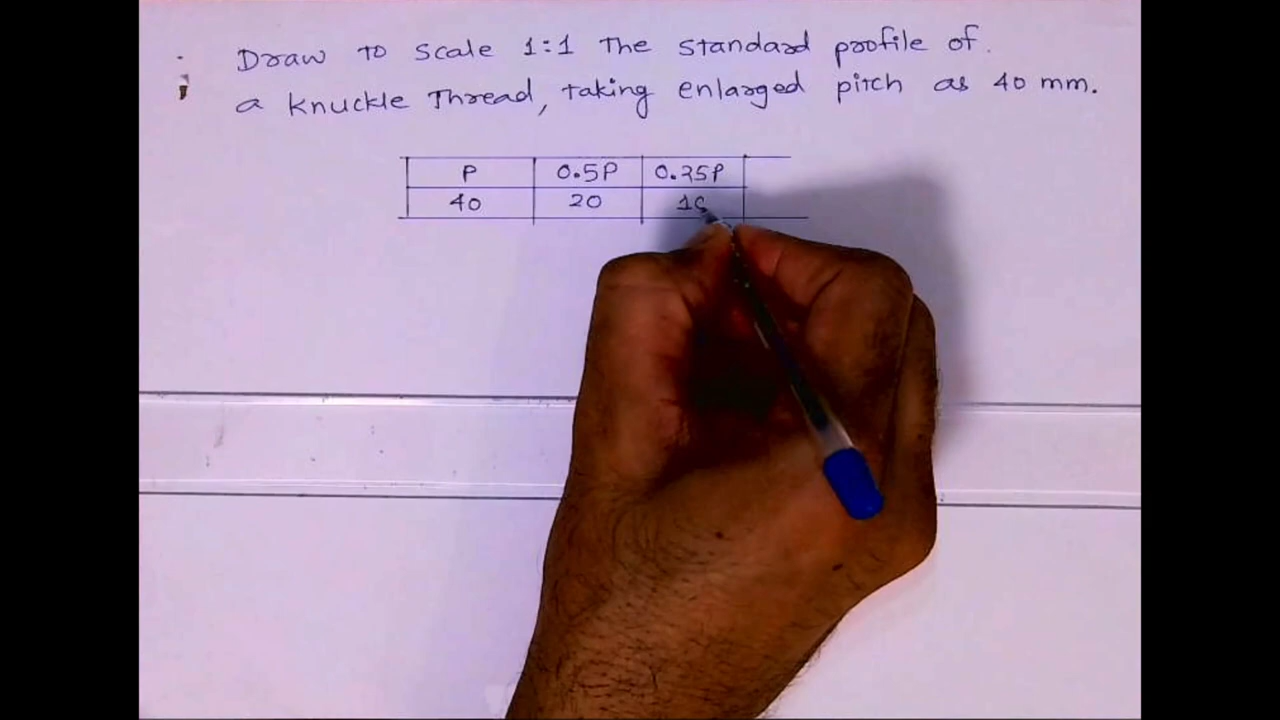 Draw to scale 1:1 the standard profile of
a knuckle Thread, taking enlarged pitch as 40 mm.
P 0.5P 0.25P
40 20 10